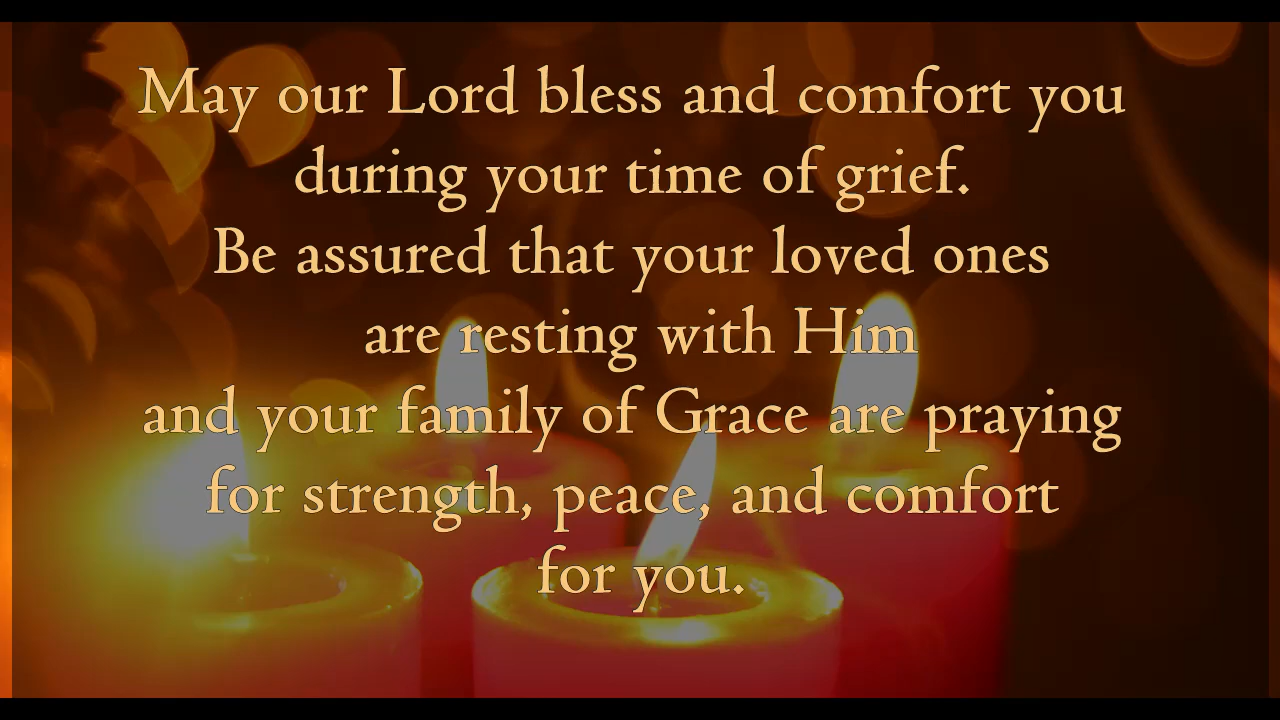 May our Lord bless and comfort you
during your time of grief.
Be assured that your loved ones
are resting with Him
and your family of Grace are praying
for strength, peace, and comfort
for you.